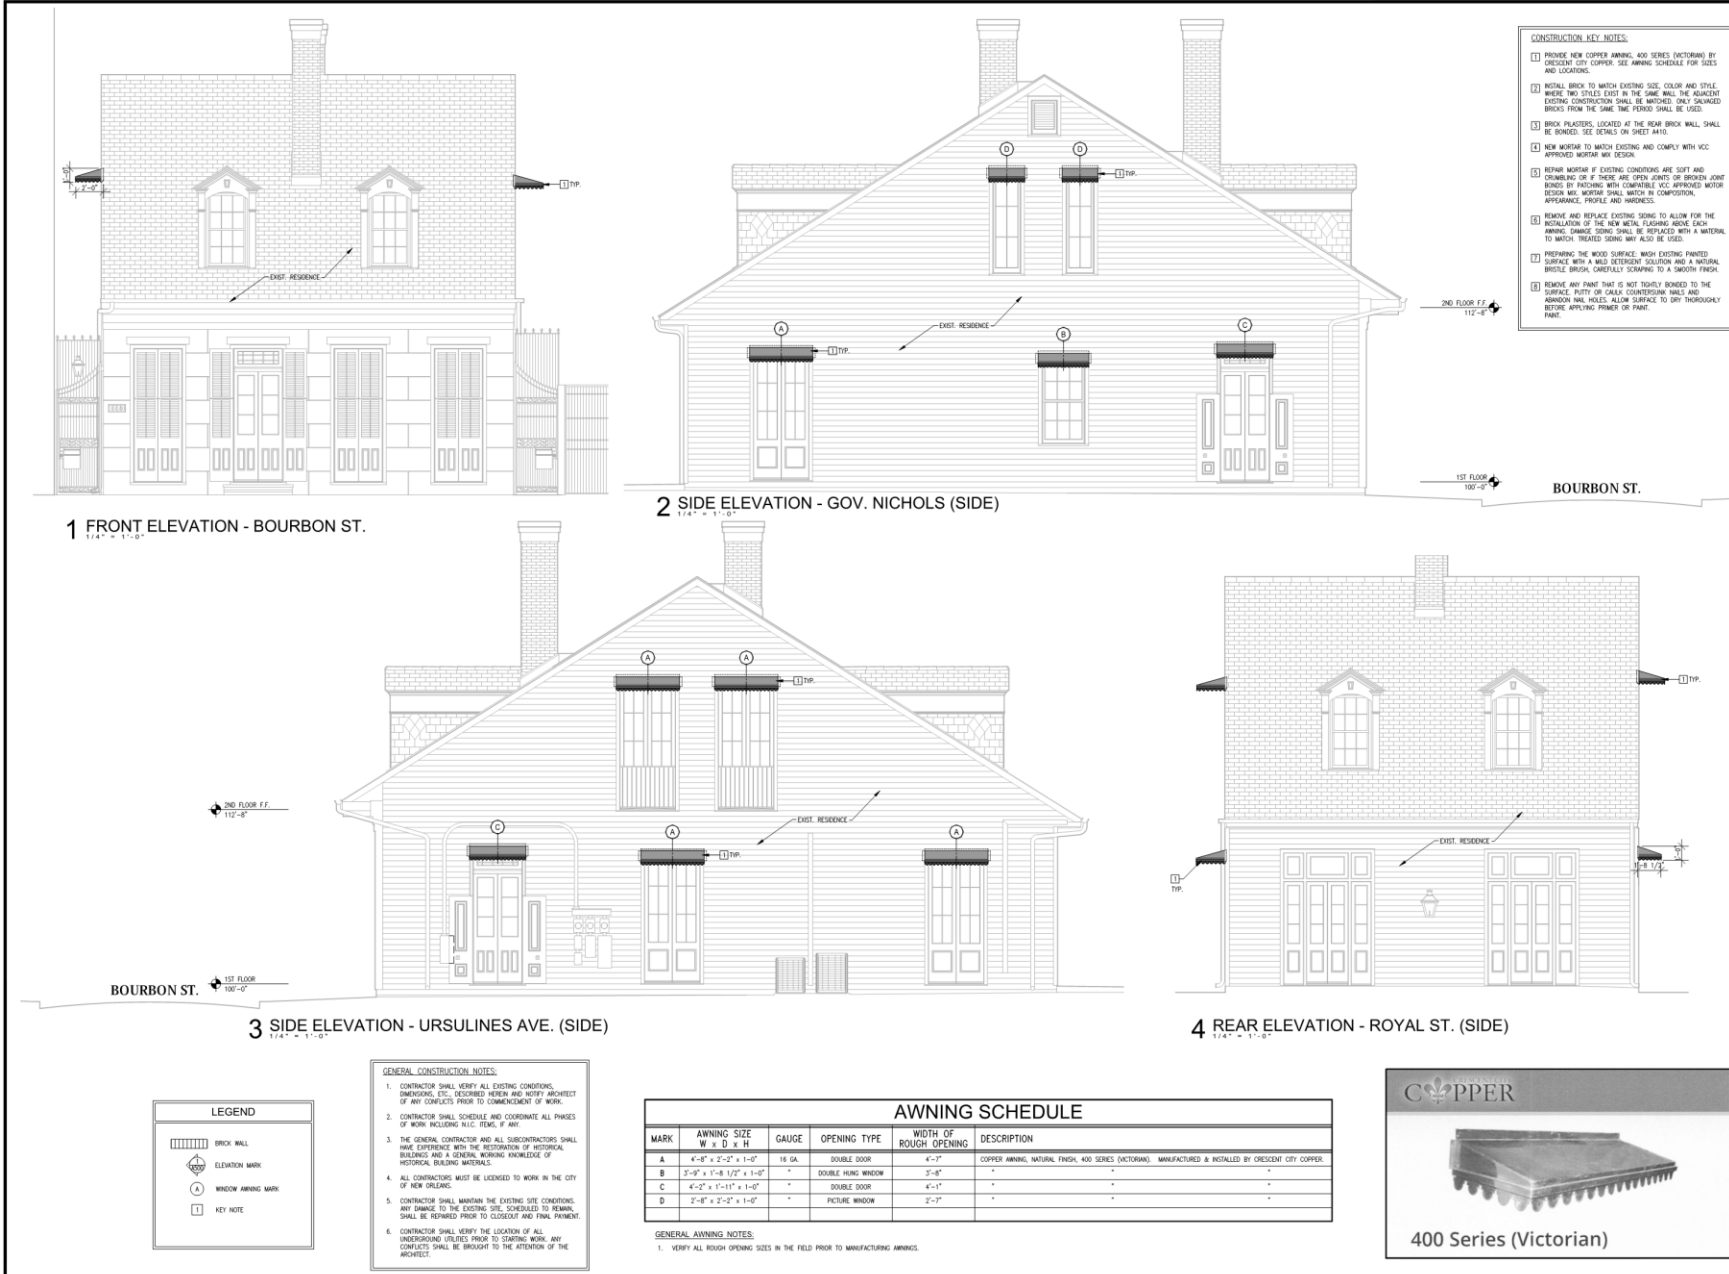 CONSTRUCTION KEY NOTES:
1 PROVIDE NEW COPPER AWNING, 400 SERIES (VICTORIAN) BY
CRESCENT CITY COPPER. SEE AWNING SCHEDULE FOR SIZES
AND LOCATIONS.
2 INSTALL BRICK TO MATCH EXISTING SIZE, COLOR AND STYLE.
WHERE TWO STYLES EXIST IN THE SAME WALL THE ADJACENT
EXISTING CONSTRUCTION SHALL BE MATCHED. ONLY SALVAGED
BRICKS FROM THE SAME TIME PERIOD SHALL BE USED.
3 BRICK PILASTERS, LOCATED AT THE REAR BRICK WALL, SHALL
BE BONDED. SEE DETAILS ON SHEET A410.
4 NEW MORTAR TO MATCH EXISTING AND COMPLY WITH VCC
APPROVED MORTAR MIX DESIGN.
5 REPAIR MORTAR IF EXISTING CONDITIONS ARE SOFT AND
CRUMBLING OR IF THERE ARE OPEN JOINTS OR BROKEN JOINT
BONDS BY PATCHING WITH COMPATIBLE VCC APPROVED MOTOR
DESIGN MIX. MORTAR SHALL MATCH IN COMPOSITION,
APPEARANCE, PROFILE AND HARDNESS.
6 REMOVE AND REPLACE EXISTING SIDING TO ALLOW FOR THE
INSTALLATION OF THE NEW METAL FLASHING ABOVE EACH
AWNING. DAMAGE SIDING SHALL BE REPLACED WITH A MATERIAL
TO MATCH. TREATED SIDING MAY ALSO BE USED.
7 PREPARING THE WOOD SURFACE: WASH EXISTING PAINTED
SURFACE WITH A MILD DETERGENT SOLUTION AND A NATURAL
BRISTLE BRUSH, CAREFULLY SCRAPING TO A SMOOTH FINISH.
8 REMOVE ANY PAINT THAT IS NOT TIGHTLY BONDED TO THE
SURFACE. PUTTY OR CAULK COUNTERSUNK NAILS AND
ABANDON NAIL HOLES. ALLOW SURFACE TO DRY THOROUGHLY
BEFORE APPLYING PRIMER OR PAINT.
PAINT.
1'-0"
2'-0"
1 TYP.
EXIST. RESIDENCE
1 FRONT ELEVATION - BOURBON ST.
1/4" = 1'-0"
D
D
1 TYP.
EXIST. RESIDENCE
A
1 TYP.
B
C
2ND FLOOR F.F.
112'-8"
1ST FLOOR
100'-0"
BOURBON ST.
2 SIDE ELEVATION - GOV. NICHOLS (SIDE)
1/4" = 1'-0"
A
A
1 TYP.
EXIST. RESIDENCE
2ND FLOOR F.F.
112'-8"
C
A
1 TYP.
A
1ST FLOOR
100'-0"
BOURBON ST.
3 SIDE ELEVATION - URSULINES AVE. (SIDE)
1/4" = 1'-0"
1 TYP.
EXIST. RESIDENCE
1
TYP.
1'-0"
1'-8 1/2"
4 REAR ELEVATION - ROYAL ST. (SIDE)
1/4" = 1'-0"
LEGEND
BRICK WALL
ELEVATION MARK
A WINDOW AWNING MARK
1 KEY NOTE
GENERAL CONSTRUCTION NOTES:
1. CONTRACTOR SHALL VERIFY ALL EXISTING CONDITIONS,
DIMENSIONS, ETC., DESCRIBED HEREIN AND NOTIFY ARCHITECT
OF ANY CONFLICTS PRIOR TO COMMENCEMENT OF WORK.
2. CONTRACTOR SHALL SCHEDULE AND COORDINATE ALL PHASES
OF WORK INCLUDING N.I.C. ITEMS, IF ANY.
3. THE GENERAL CONTRACTOR AND ALL SUBCONTRACTORS SHALL
HAVE EXPERIENCE WITH THE RESTORATION OF HISTORICAL
BUILDINGS AND A GENERAL WORKING KNOWLEDGE OF
HISTORICAL BUILDING MATERIALS.
4. ALL CONTRACTORS MUST BE LICENSED TO WORK IN THE CITY
OF NEW ORLEANS.
5. CONTRACTOR SHALL MAINTAIN THE EXISTING SITE CONDITIONS.
ANY DAMAGE TO THE EXISTING SITE, SCHEDULED TO REMAIN,
SHALL BE REPAIRED PRIOR TO CLOSEOUT AND FINAL PAYMENT.
6. CONTRACTOR SHALL VERIFY THE LOCATION OF ALL
UNDERGROUND UTILITIES PRIOR TO STARTING WORK. ANY
CONFLICTS SHALL BE BROUGHT TO THE ATTENTION OF THE
ARCHITECT.
AWNING SCHEDULE
MARK AWNING SIZE W x D x H GAUGE OPENING TYPE WIDTH OF ROUGH OPENING DESCRIPTION
A 4'-8" x 2'-2" x 1'-0" 16 GA. DOUBLE DOOR 4'-7" COPPER AWNING, NATURAL FINISH, 400 SERIES (VICTORIAN). MANUFACTURED & INSTALLED BY CRESCENT CITY COPPER.
B 3'-9" x 1'-8 1/2" x 1'-0" " DOUBLE HUNG WINDOW 3'-8" " " "
C 4'-2" x 1'-11" x 1'-0" " DOUBLE DOOR 4'-1" " " "
D 2'-8" x 2'-2" x 1'-0" " PICTURE WINDOW 2'-7" " " "
GENERAL AWNING NOTES:
1. VERIFY ALL ROUGH OPENING SIZES IN THE FIELD PRIOR TO MANUFACTURING AWNINGS.
COPPER
400 Series (Victorian)